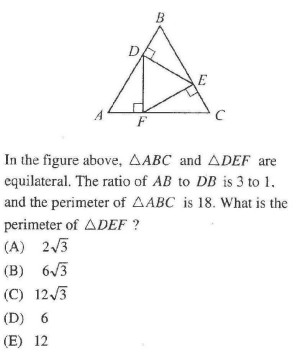 B
D
E
A
F
C
In the figure above, △ABC and △DEF are
equilateral. The ratio of AB to DB is 3 to 1.
and the perimeter of △ABC is 18. What is the
perimeter of △DEF ?
(A) 2√3
(B) 6√3
(C) 12√3
(D) 6
(E) 12